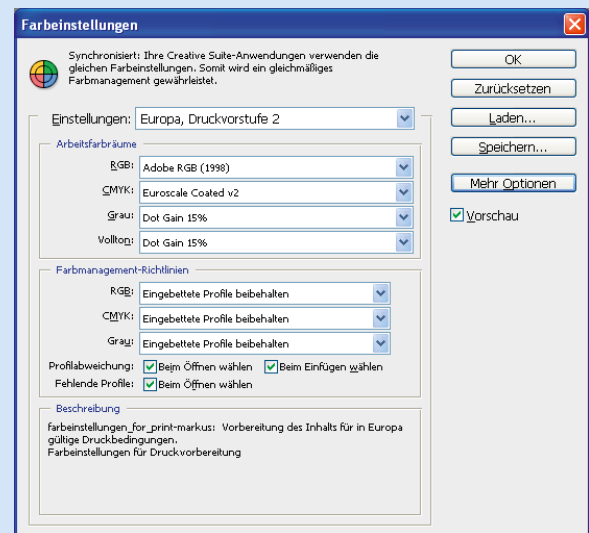 Farbeinstellungen
Synchronisiert: Ihre Creative Suite-Anwendungen verwenden die
gleichen Farbeinstellungen. Somit wird ein gleichmäßiges
Farbmanagement gewährleistet.
OK
Zurücksetzen
Laden...
Speichern...
Mehr Optionen
Vorschau
Einstellungen: Europa, Druckvorstufe 2
Arbeitsfarbräume
RGB: Adobe RGB (1998)
CMYK: Euroscale Coated v2
Grau: Dot Gain 15%
Vollton: Dot Gain 15%
Farbmanagement-Richtlinien
RGB: Eingebettete Profile beibehalten
CMYK: Eingebettete Profile beibehalten
Grau: Eingebettete Profile beibehalten
Profilabweichung: Beim Öffnen wählen Beim Einfügen wählen
Fehlende Profile: Beim Öffnen wählen
Beschreibung
farbeinstellungen_for_print-markus: Vorbereitung des Inhalts für in Europa
gültige Druckbedingungen.
Farbeinstellungen für Druckvorbereitung